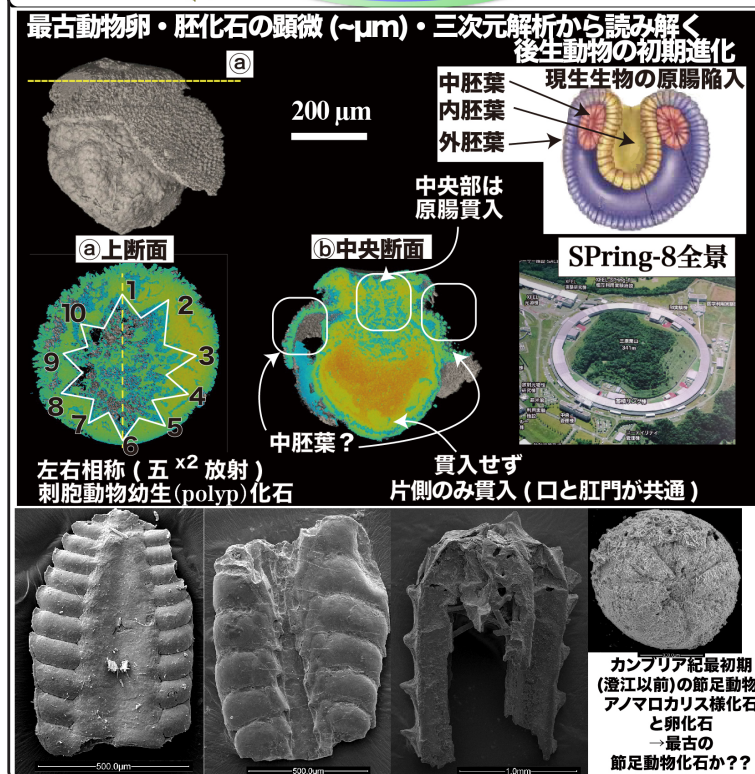 最古動物卵・胚化石の顕微(~μm)・三次元解析から読み解く
後生動物の初期進化
ⓐ
200 μm
現生生物の原腸陥入
中胚葉
内胚葉
外胚葉
中央部は
原腸貫入
ⓐ上断面
ⓑ中央断面
SPring-8全景
1
2
3
4
5
6
7
8
9
10
三原栗山
341m
中胚葉?
左右相称(五x2放射)
刺胞動物幼生(polyp)化石
貫入せず
片側のみ貫入(口と肛門が共通)
500.0μm
500.0μm
1.0mm
カンブリア紀最初期
(澄江以前)の節足動物
アノマロカリス様化石
と卵化石
→最古の
節足動物化石か??